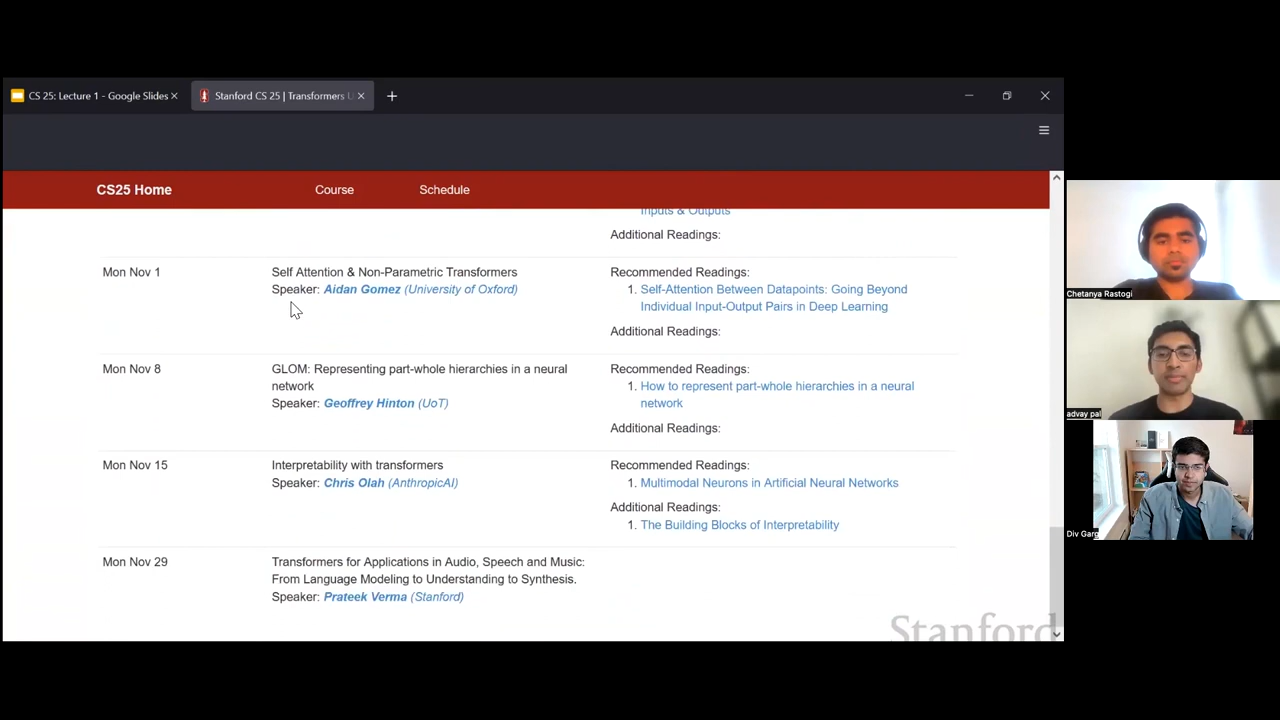 CS 25: Lecture 1 - Google Slides
Stanford CS 25 | Transformers U
CS25 Home
Course
Schedule
Inputs & Outputs
Additional Readings:
Mon Nov 1
Self Attention & Non-Parametric Transformers
Speaker: Aidan Gomez (University of Oxford)
Recommended Readings:
1. Self-Attention Between Datapoints: Going Beyond
Individual Input-Output Pairs in Deep Learning
Additional Readings:
Mon Nov 8
GLOM: Representing part-whole hierarchies in a neural
network
Speaker: Geoffrey Hinton (UoT)
Recommended Readings:
1. How to represent part-whole hierarchies in a neural
network
Additional Readings:
Mon Nov 15
Interpretability with transformers
Speaker: Chris Olah (AnthropicAI)
Recommended Readings:
1. Multimodal Neurons in Artificial Neural Networks
Additional Readings:
1. The Building Blocks of Interpretability
Mon Nov 29
Transformers for Applications in Audio, Speech and Music:
From Language Modeling to Understanding to Synthesis.
Speaker: Prateek Verma (Stanford)
Stanford
Chetanya Rastogi
advay pal
Div Garg